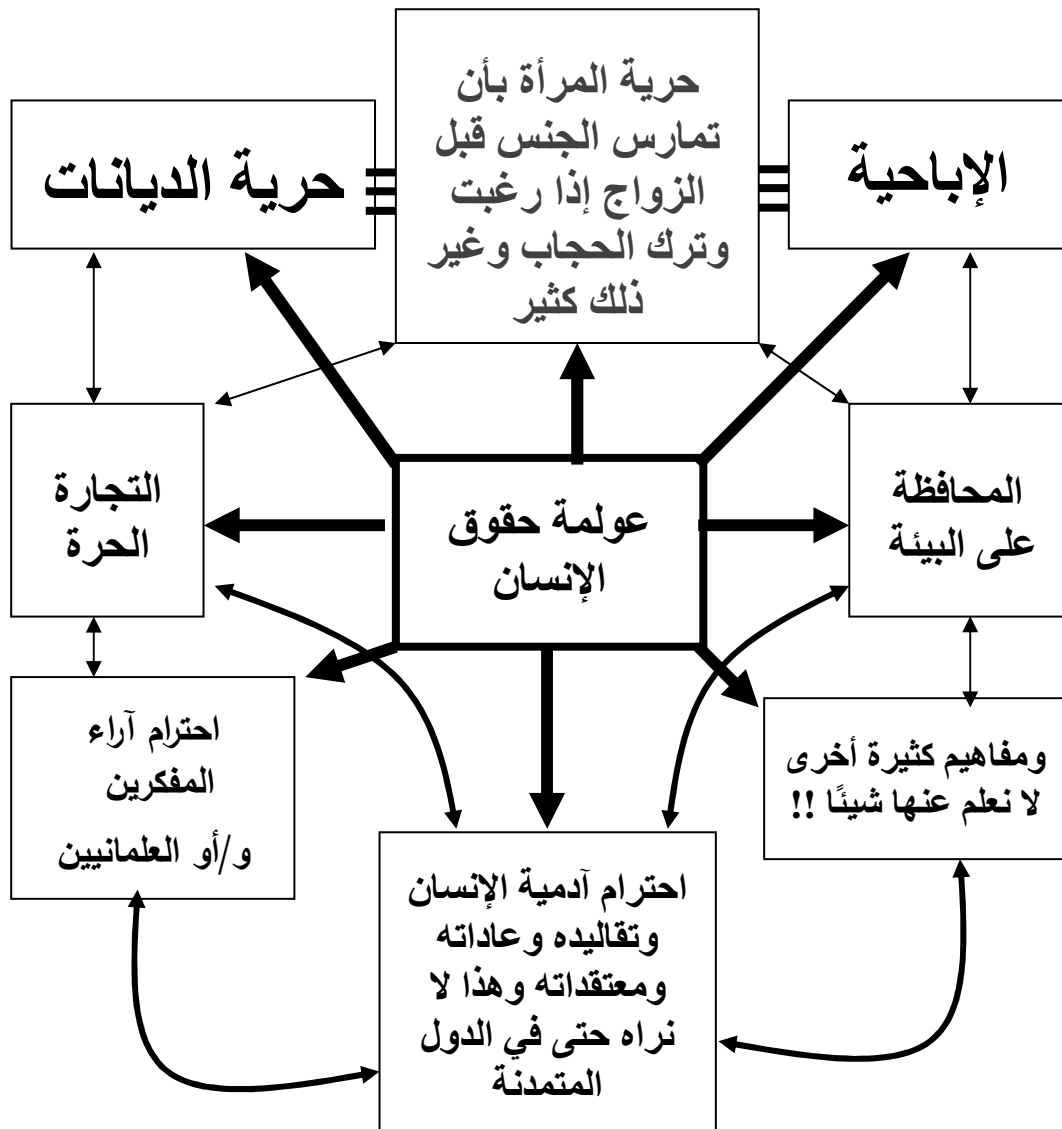 الإباحية
حرية المرأة بأن
تمارس الجنس قبل
الزواج إذا رغبت
وترك الحجاب وغير
ذلك كثير
حرية الديانات
المحافظة
على البيئة
عولمة حقوق
الإنسان
التجارة
الحرة
ومفاهيم كثيرة أخرى
لا نعلم عنها شيئًا !!
احترام آدمية الإنسان
وتقاليده وعاداته
ومعتقداته وهذا لا
نراه حتى في الدول
المتمدنة
احترام آراء
المفكرين
و/أو العلمانيين